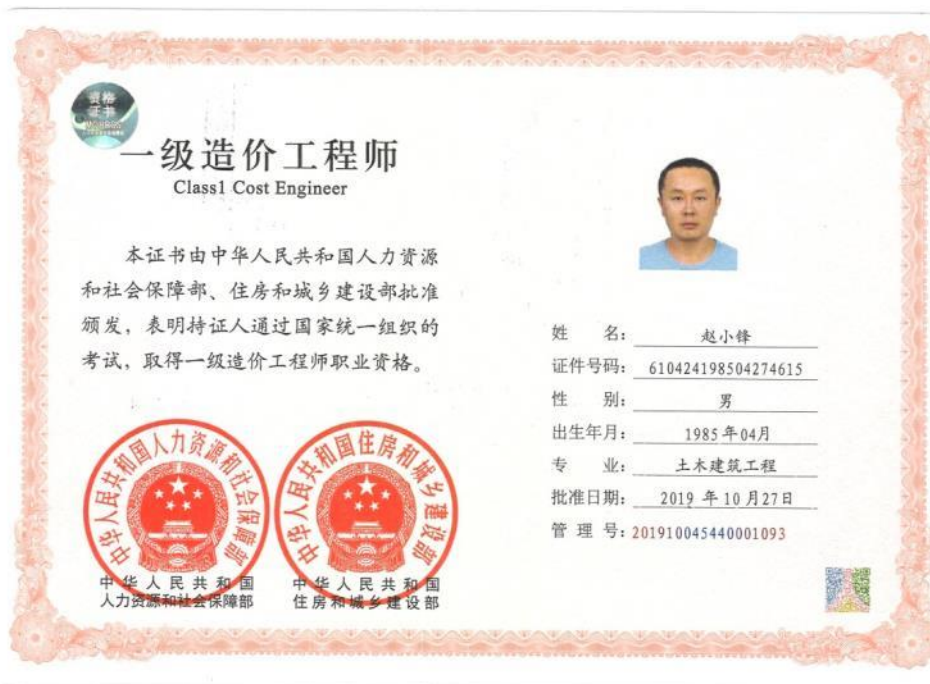 资格
证书
MOHRSS
一级造价工程师
Class1 Cost Engineer
本证书由中华人民共和国人力资源
和社会保障部、住房和城乡建设部批准
颁发，表明持证人通过国家统一组织的
考试，取得一级造价工程师职业资格。
中华人民共和国人力资源和社会保障部
中华人民共和国住房和城乡建设部
中华人民共和国
人力资源和社会保障部
中华人民共和国
住房和城乡建设部
姓 名：赵小锋
证件号码：610424198504274615
性 别：男
出生年月：1985年04月
专 业：土木建筑工程
批准日期：2019 年 10 月 27 日
管 理 号：201910045440001093